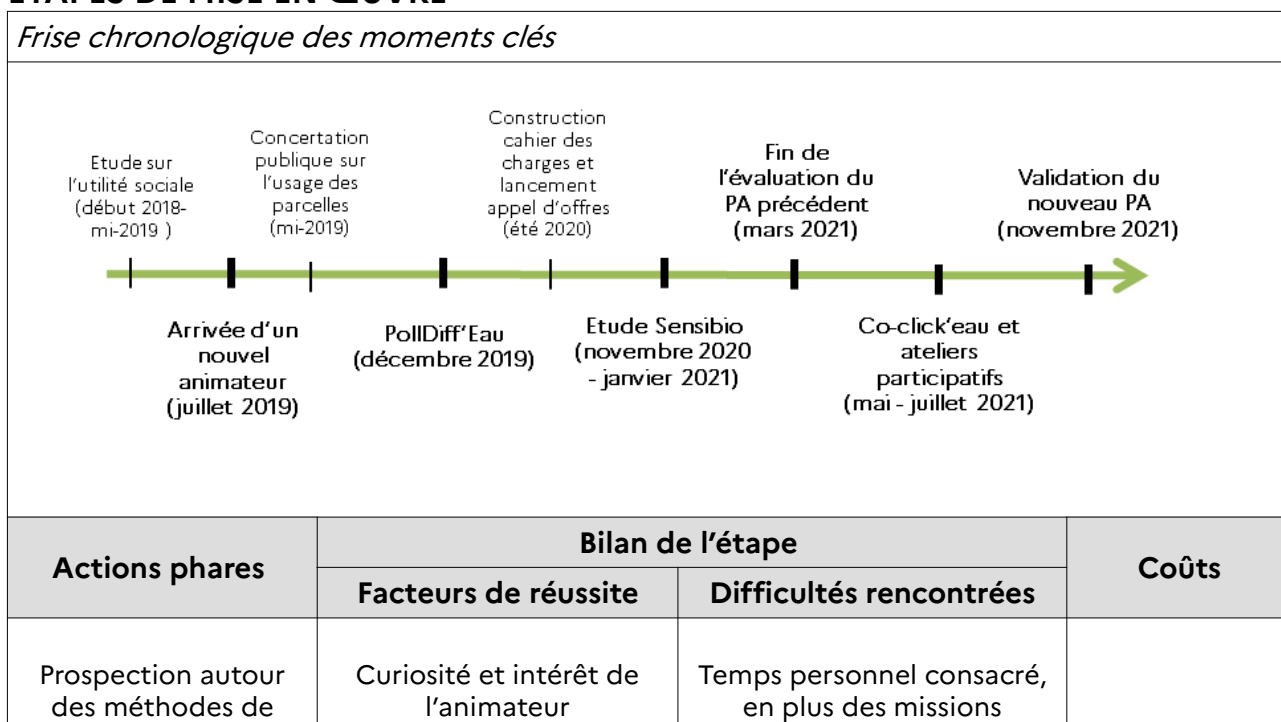 ÉTAPES DE MISE EN ŒUVRE
Frise chronologique des moments clés
Etude sur
l'utilité sociale
(début 2018-
mi-2019 )
Concertation
publique sur
l'usage des
parcelles
(mi-2019)
Construction
cahier des
charges et
lancement
appel d'offres
(été 2020)
Fin de
l'évaluation du
PA précédent
(mars 2021)
Validation du
nouveau PA
(novembre 2021)
Arrivée d'un
nouvel
animateur
(juillet 2019)
PollDiff'Eau
(décembre 2019)
Etude Sensibio
(novembre 2020
- janvier 2021)
Co-click'eau et
ateliers
participatifs
(mai - juillet 2021)
Actions phares
Bilan de l'étape
Coûts
Facteurs de réussite
Difficultés rencontrées
Prospection autour
des méthodes de
Curiosité et intérêt de
l'animateur
Temps personnel consacré,
en plus des missions